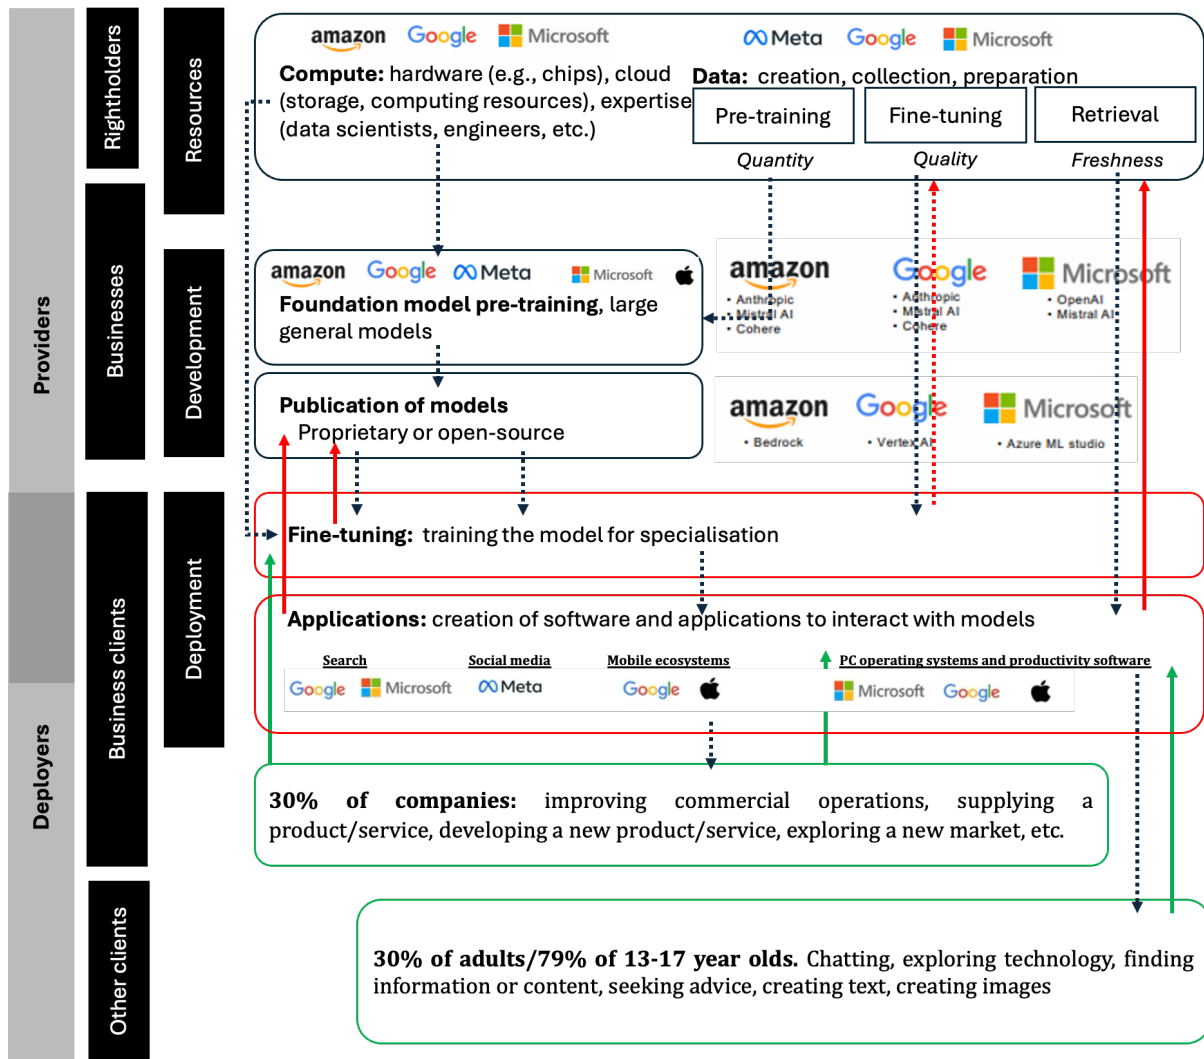 Providers
Deployers
Rightholders
Businesses
Business clients
Other clients
Resources
Development
Deployment
amazon Google Microsoft
Meta Google Microsoft
Compute: hardware (e.g., chips), cloud
(storage, computing resources), expertise
(data scientists, engineers, etc.)
Data: creation, collection, preparation
Pre-training Fine-tuning Retrieval
Quantity Quality Freshness
amazon Google Meta Microsoft
Foundation model pre-training, large
general models
amazon Google Microsoft
• Anthropic
• Mistral AI
• Cohere
• Anthropic
• Mistral AI
• Cohere
• OpenAI
• Mistral AI
Publication of models
Proprietary or open-source
amazon Google Microsoft
• Bedrock • Vertex AI • Azure ML studio
Fine-tuning: training the model for specialisation
Applications: creation of software and applications to interact with models
Search Social media Mobile ecosystems PC operating systems and productivity software
Google Microsoft Meta Google Microsoft Google
30% of companies: improving commercial operations, supplying a
product/service, developing a new product/service, exploring a new market, etc.
30% of adults/79% of 13-17 year olds. Chatting, exploring technology, finding
information or content, seeking advice, creating text, creating images